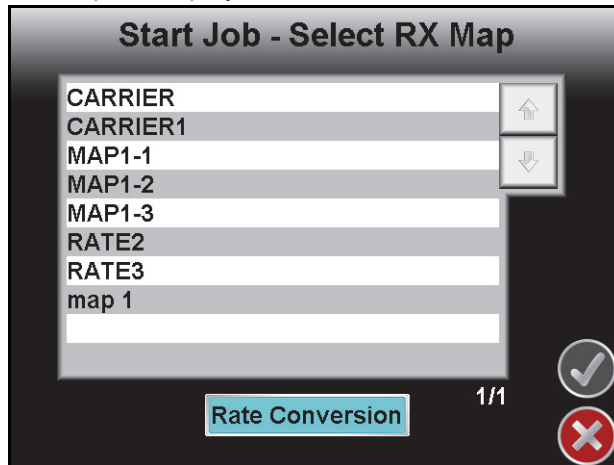 Start Job - Select RX Map
CARRIER
CARRIER1
MAP1-1
MAP1-2
MAP1-3
RATE2
RATE3
map 1
1/1
Rate Conversion